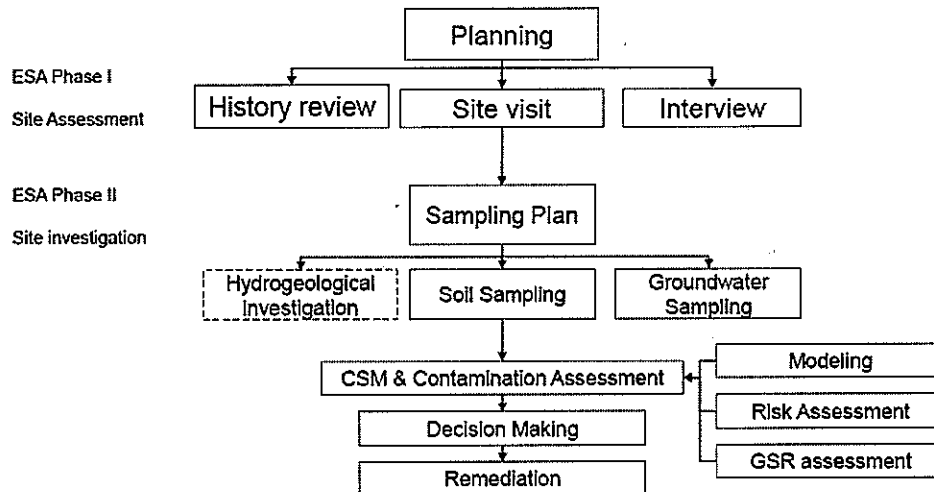 Planning
ESA Phase I
Site Assessment
History review
Site visit
Interview
ESA Phase II
Site investigation
Sampling Plan
Hydrogeological
Investigation
Soil Sampling
Groundwater
Sampling
CSM & Contamination Assessment
Modeling
Risk Assessment
GSR assessment
Decision Making
Remediation